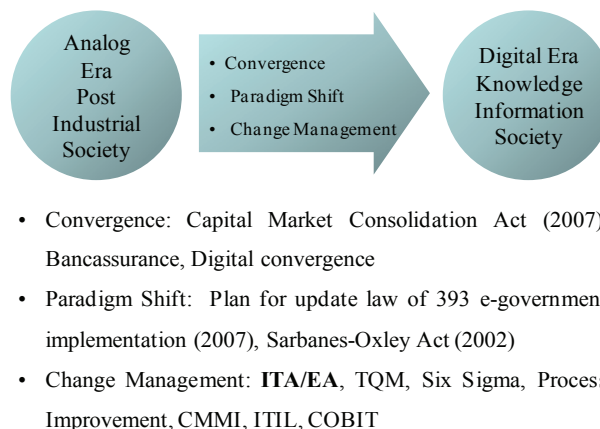 Analog
Era
Post
Industrial
Society
• Convergence
• Paradigm Shift
• Change Management
Digital Era
Knowledge
Information
Society
• Convergence: Capital Market Consolidation Act (2007)
Bancassurance, Digital convergence
• Paradigm Shift: Plan for update law of 393 e-governmen
implementation (2007), Sarbanes-Oxley Act (2002)
• Change Management: ITA/EA, TQM, Six Sigma, Proces
Improvement, CMMI, ITIL, COBIT